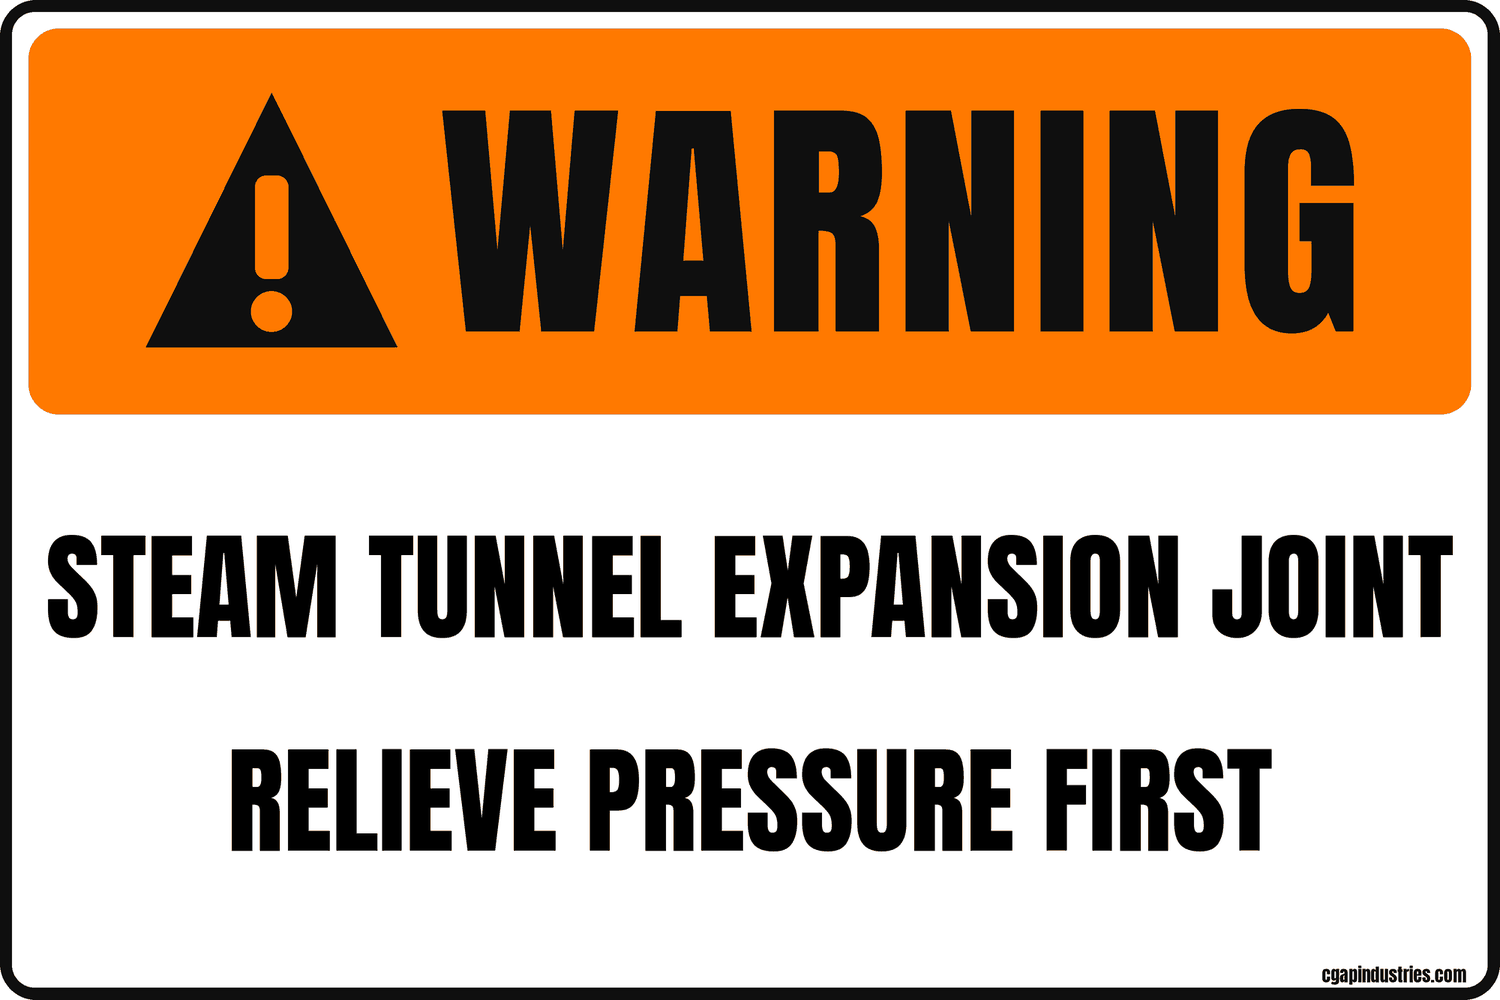 WARNING
STEAM TUNNEL EXPANSION JOINT
RELIEVE PRESSURE FIRST
cgapindustries.com